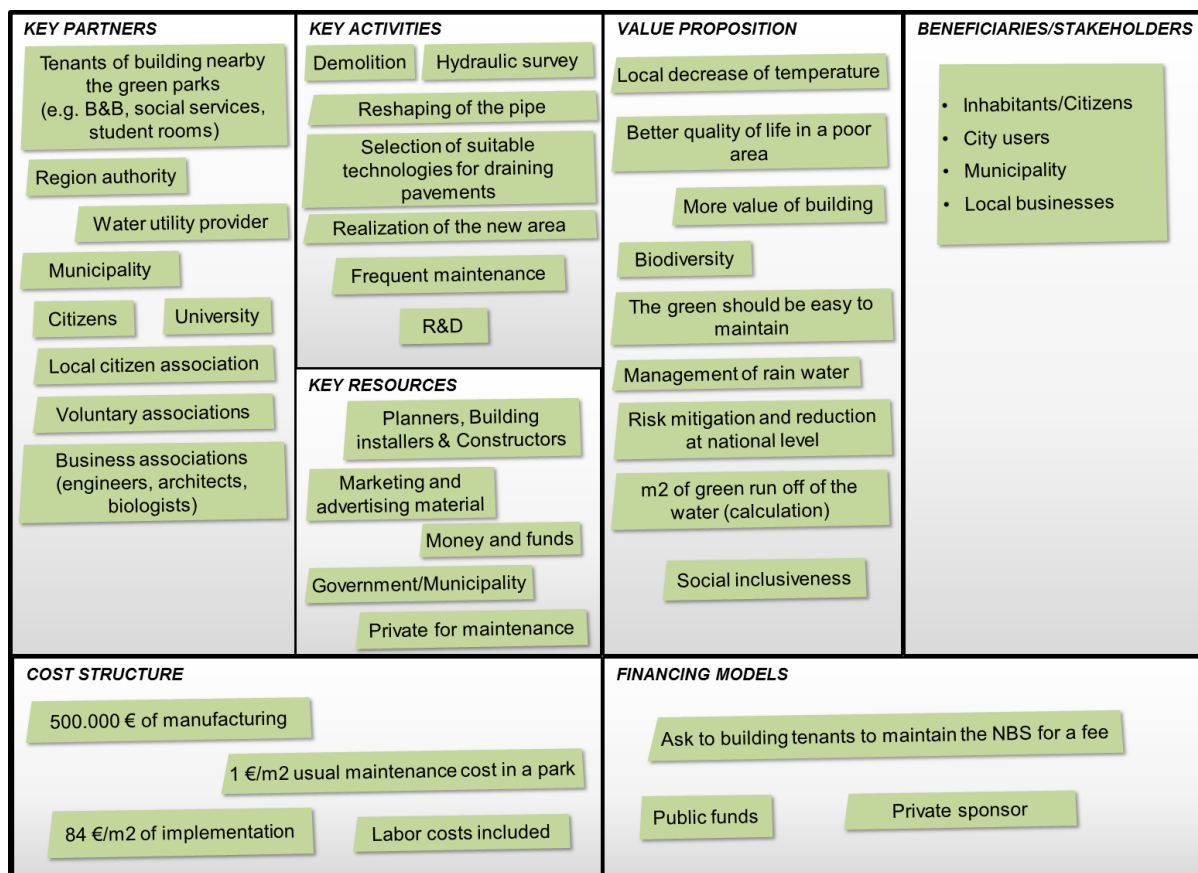 KEY PARTNERS
Tenants of building nearby
the green parks
(e.g. B&B, social services,
student rooms)
Region authority
Water utility provider
Municipality
Citizens
University
Local citizen association
Voluntary associations
Business associations
(engineers, architects,
biologists)
KEY ACTIVITIES
Demolition
Hydraulic survey
Reshaping of the pipe
Selection of suitable
technologies for draining
pavements
Realization of the new area
Frequent maintenance
R&D
KEY RESOURCES
Planners, Building
installers & Constructors
Marketing and
advertising material
Money and funds
Government/Municipality
Private for maintenance
VALUE PROPOSITION
Local decrease of temperature
Better quality of life in a poor
area
More value of building
Biodiversity
The green should be easy to
maintain
Management of rain water
Risk mitigation and reduction
at national level
m2 of green run off of the
water (calculation)
Social inclusiveness
BENEFICIARIES/STAKEHOLDERS
• Inhabitants/Citizens
• City users
• Municipality
• Local businesses
COST STRUCTURE
500.000 € of manufacturing
1 €/m2 usual maintenance cost in a park
84 €/m2 of implementation
Labor costs included
FINANCING MODELS
Ask to building tenants to maintain the NBS for a fee
Public funds
Private sponsor